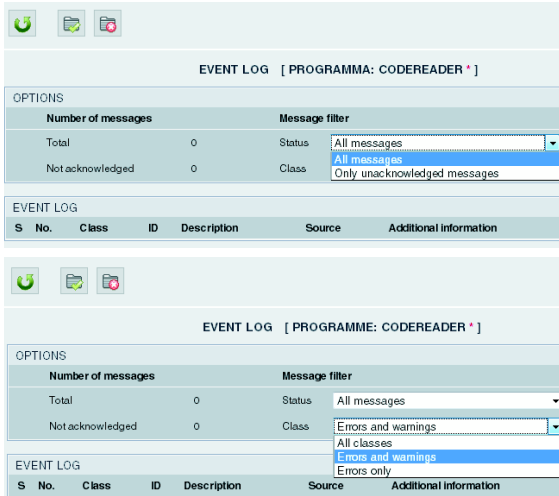 EVENT LOG [ PROGRAMMA: CODEREADER * ]
OPTIONS
Number of messages Message filter
Total 0 Status All messages
All messages
Not acknowledged 0 Class Only unacknowledged messages
EVENT LOG
S No. Class ID Description Source Additional information
EVENT LOG [ PROGRAMME: CODEREADER * ]
OPTIONS
Number of messages Message filter
Total 0 Status All messages
Not acknowledged 0 Class Errors and warnings
All classes
Errors and warnings
EVENT LOG Errors only
S No. Class ID Description Source Additional information